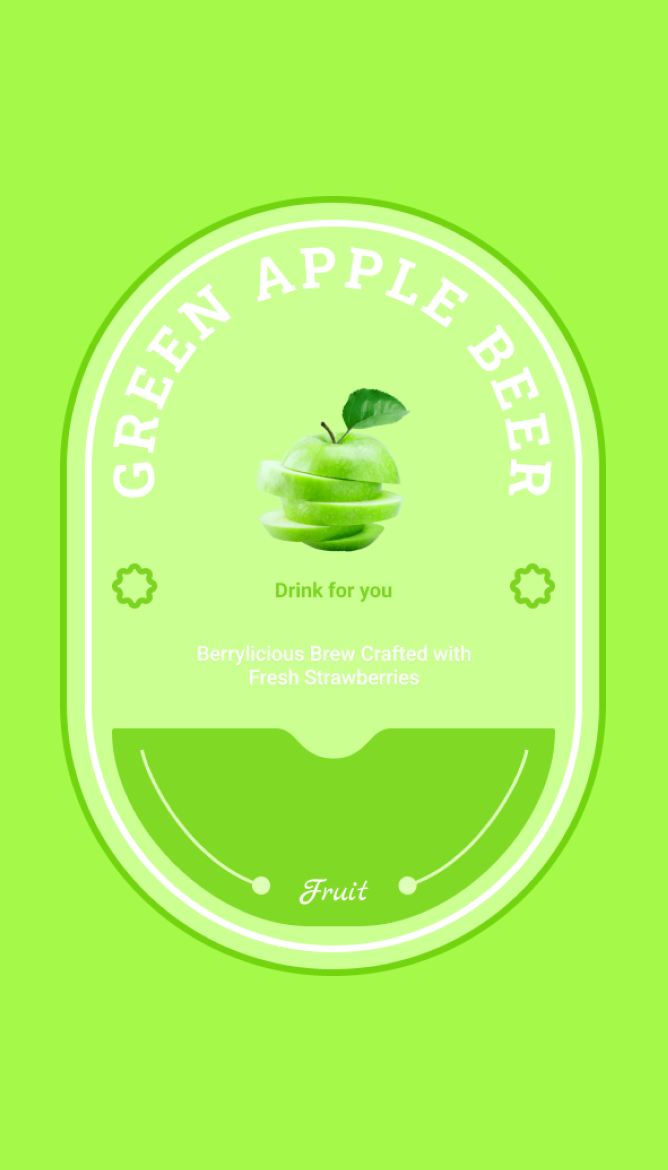 GREEN APPLE BEER
Drink for you
Berrylicious Brew Crafted with
Fresh Strawberries
Fruit